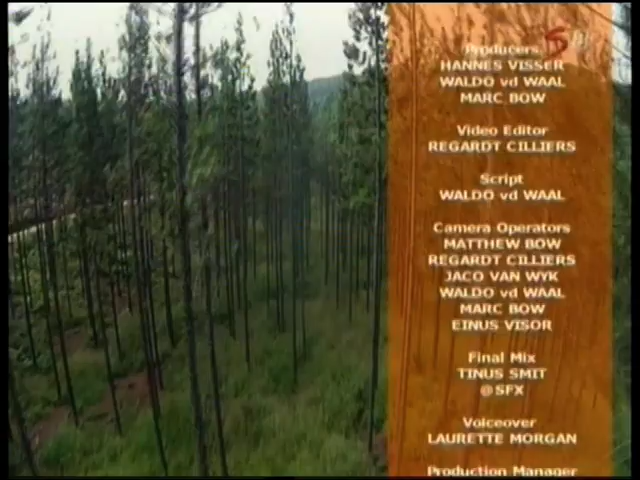 Producers
HANNES VISSER
WALDO vd WAAL
MARC BOW
Video Editor
REGARDT CILLIERS
Script
WALDO vd WAAL
Camera Operators
MATTHEW BOW
REGARDT CILLIERS
JACO VAN WYK
WALDO vd WAAL
MARC BOW
EINUS VISOR
Final Mix
TINUS SMIT
@SFX
Voiceover
LAURETTE MORGAN
Production Manager